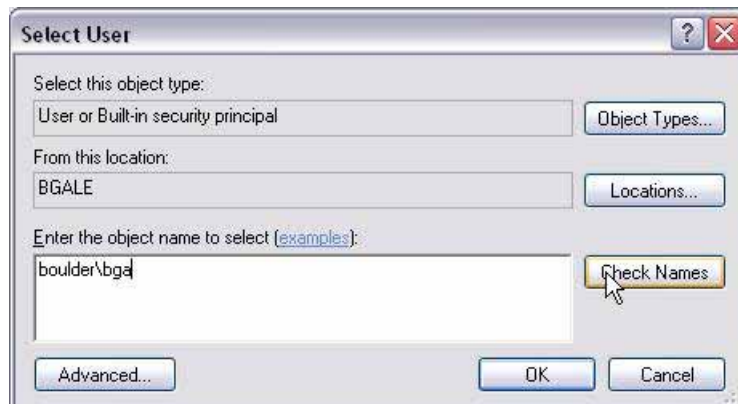 Select User
Select this object type:
User or Built-in security principal
Object Types...
From this location:
BGALE
Locations...
Enter the object name to select (examples):
boulder\bga
Check Names
Advanced...
OK
Cancel